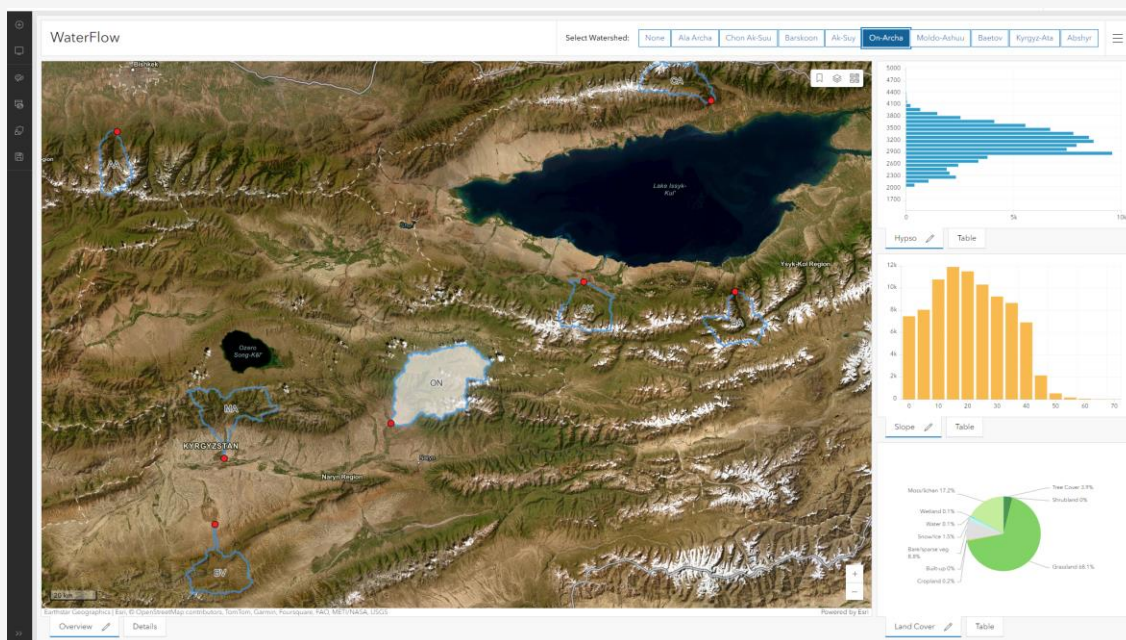 WaterFlow
Select Watershed: None Ala Archa Chon Ak-Suu Barskoon Ak-Suy On-Archa Moldo-Ashuu Baetov Kyrgyz-Ata Abshyr
Bishkek
CA
AA
Lake Issyk-
Kul'
Ysyk-Kol Region
Ozero
Song-Kël'
ON
MA
KYRGYZSTAN
Naryn
Naryn Region
BV
20 km
Earthstar Geographics | Esri, © OpenStreetMap contributors, TomTom, Garmin, Foursquare, FAO, METI/NASA, USGS
Powered by Esri
Overview
Details
5000
4700
4400
4100
3800
3500
3200
2900
2600
2300
2000
1700
0 5k 10k
Hypso
Table
12k
10k
8k
6k
4k
2k
0
0 10 20 30 40 50 60 70
Slope
Table
Moss/lichen 17.2%
Wetland 0.1%
Water 0.1%
Snow/ice 1.5%
Bare/sparse veg
8.8%
Built-up 0%
Cropland 0.2%
Tree Cover 3.9%
Shrubland 0%
Grassland 68.1%
Land Cover
Table